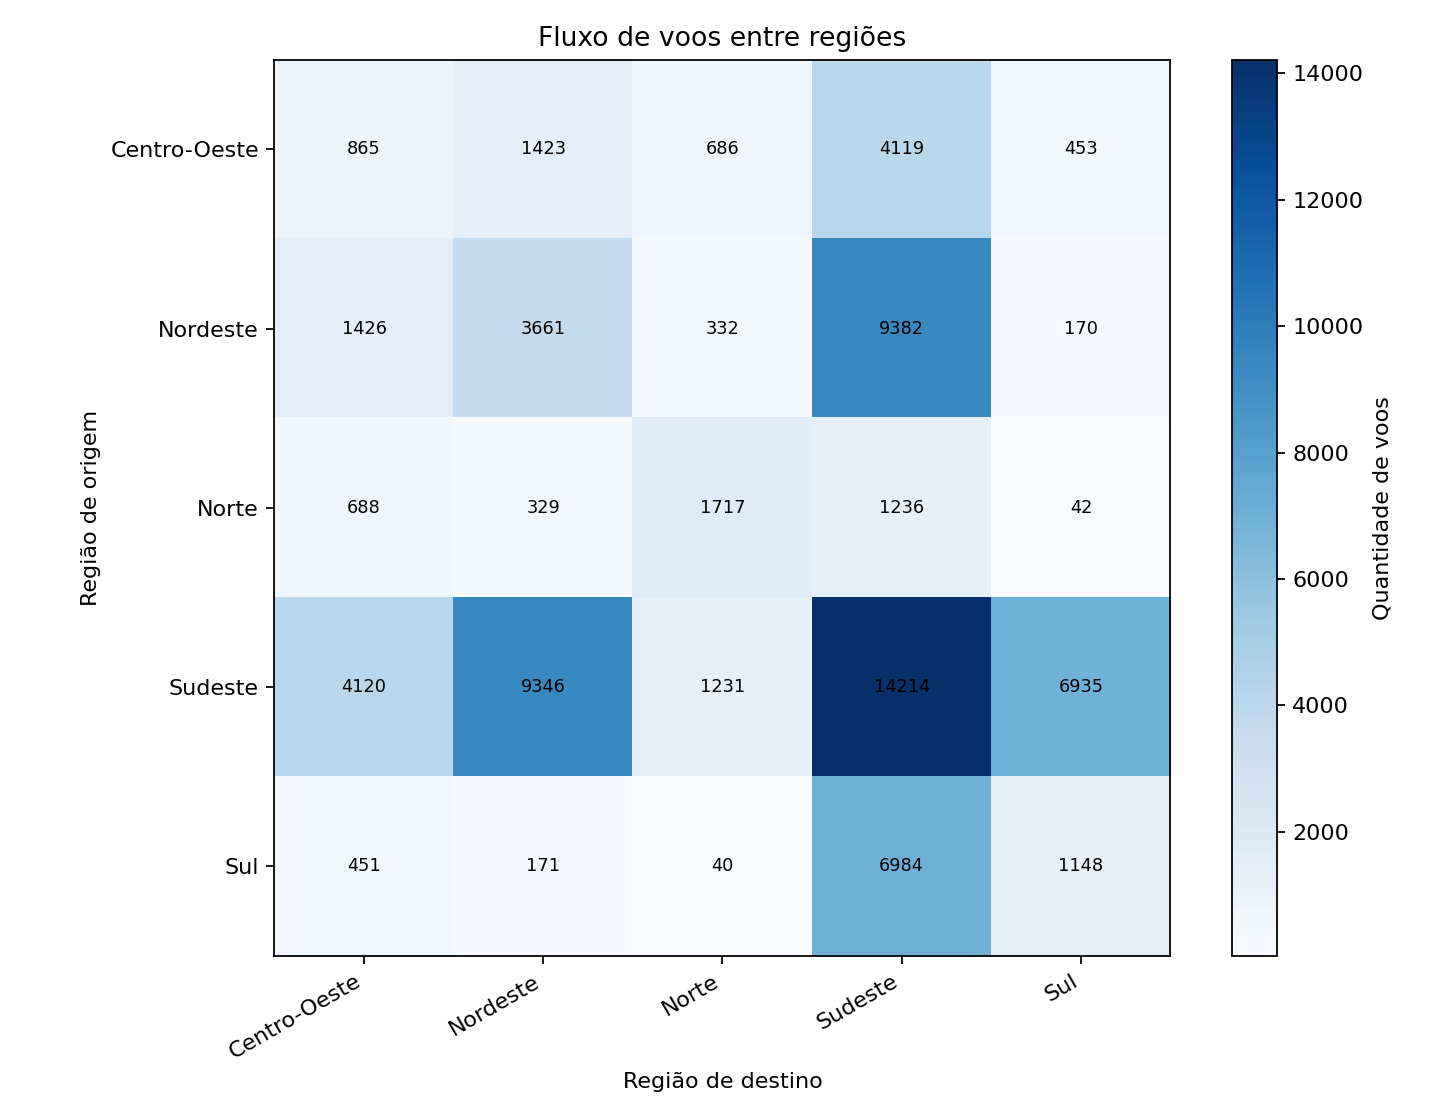 Fluxo de voos entre regiões
Centro-Oeste 865 1423 686 4119 453
Nordeste 1426 3661 332 9382 170
Norte 688 329 1717 1236 42
Sudeste 4120 9346 1231 14214 6935
Sul 451 171 40 6984 1148
Centro-Oeste Nordeste Norte Sudeste Sul
Região de destino
Região de origem
14000
12000
10000
8000
6000
4000
2000
Quantidade de voos